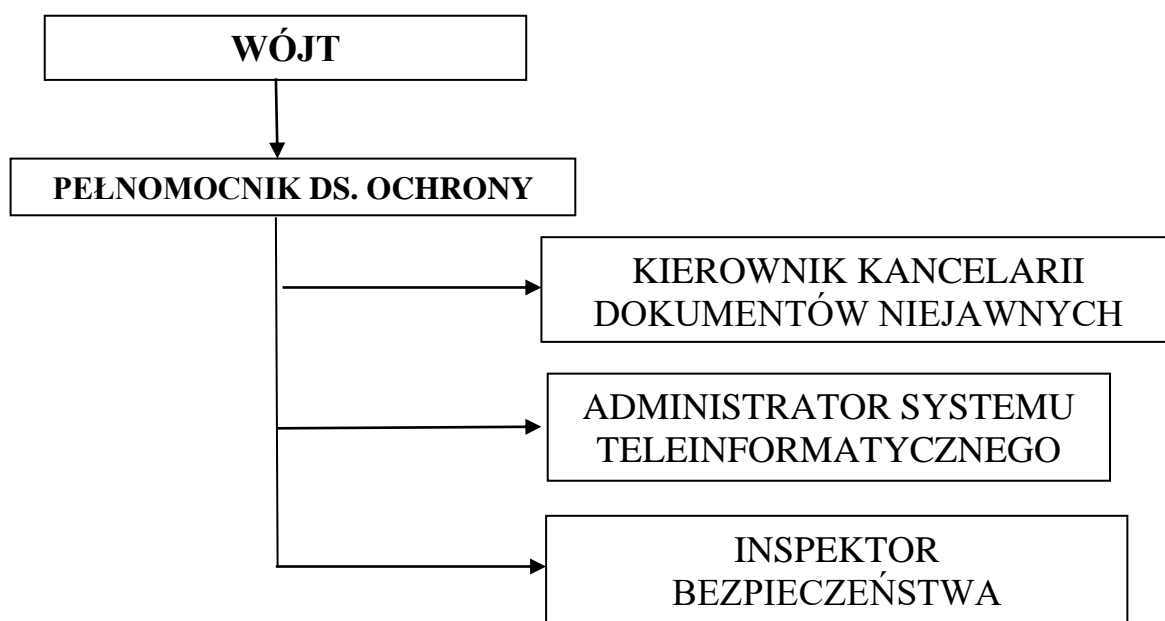 WÓJT
PEŁNOMOCNIK DS. OCHRONY
KIEROWNIK KANCELARII
DOKUMENTÓW NIEJAWNYCH
ADMINISTRATOR SYSTEMU
TELEINFORMATYCZNEGO
INSPEKTOR
BEZPIECZEŃSTWA